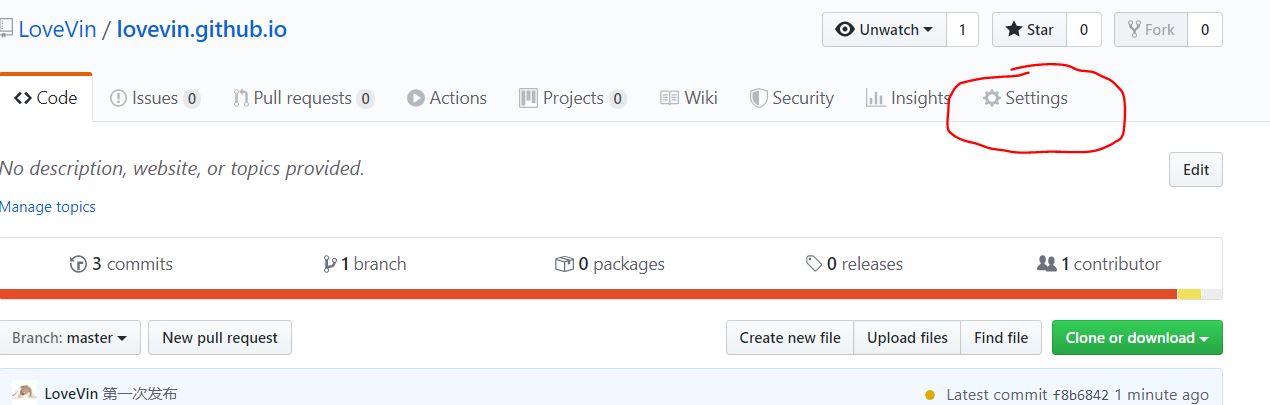 LoveVin / lovevin.github.io
Unwatch 1 Star 0 Fork 0
Code Issues 0 Pull requests 0 Actions Projects 0 Wiki Security Insights Settings
No description, website, or topics provided.
Edit
Manage topics
3 commits 1 branch 0 packages 0 releases 1 contributor
Branch: master New pull request Create new file Upload files Find file Clone or download
LoveVin 第一次发布 Latest commit f8b6842 1 minute ago